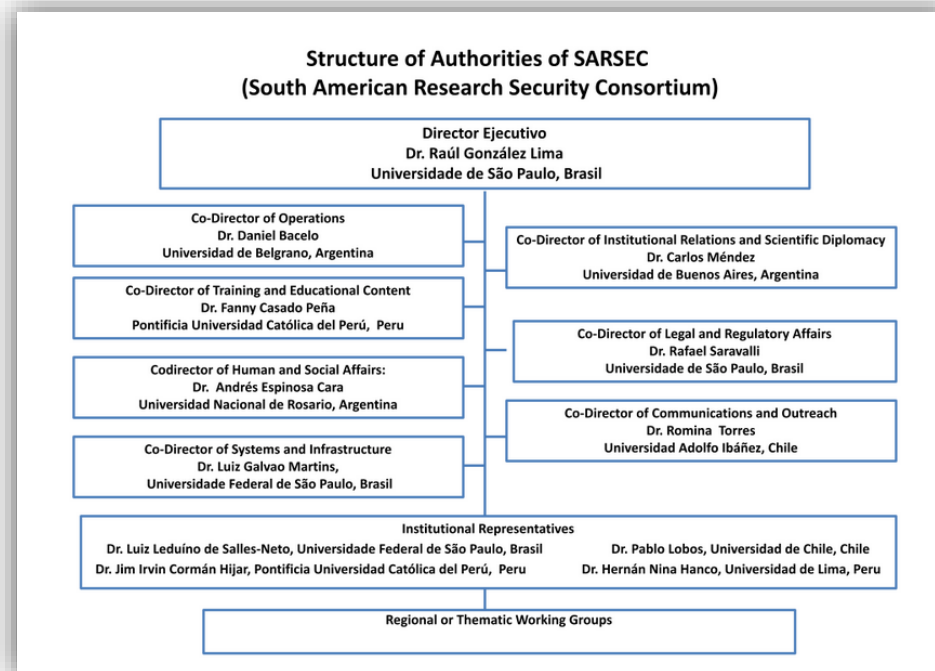 Structure of Authorities of SARSEC
(South American Research Security Consortium)
Director Ejecutivo
Dr. Raúl González Lima
Universidade de São Paulo, Brasil
Co-Director of Operations
Dr. Daniel Bacelo
Universidad de Belgrano, Argentina
Co-Director of Institutional Relations and Scientific Diplomacy
Dr. Carlos Méndez
Universidad de Buenos Aires, Argentina
Co-Director of Training and Educational Content
Dr. Fanny Casado Peña
Pontificia Universidad Católica del Perú, Peru
Co-Director of Legal and Regulatory Affairs
Dr. Rafael Saravalli
Universidade de São Paulo, Brasil
Codirector of Human and Social Affairs:
Dr. Andrés Espinosa Cara
Universidad Nacional de Rosario, Argentina
Co-Director of Communications and Outreach
Dr. Romina Torres
Universidad Adolfo Ibáñez, Chile
Co-Director of Systems and Infrastructure
Dr. Luiz Galvao Martins,
Universidade Federal de São Paulo, Brasil
Institutional Representatives
Dr. Luiz Leduíno de Salles-Neto, Universidade Federal de São Paulo, Brasil
Dr. Pablo Lobos, Universidad de Chile, Chile
Dr. Jim Irvin Cormán Hijar, Pontificia Universidad Católica del Perú, Peru
Dr. Hernán Nina Hanco, Universidad de Lima, Peru
Regional or Thematic Working Groups